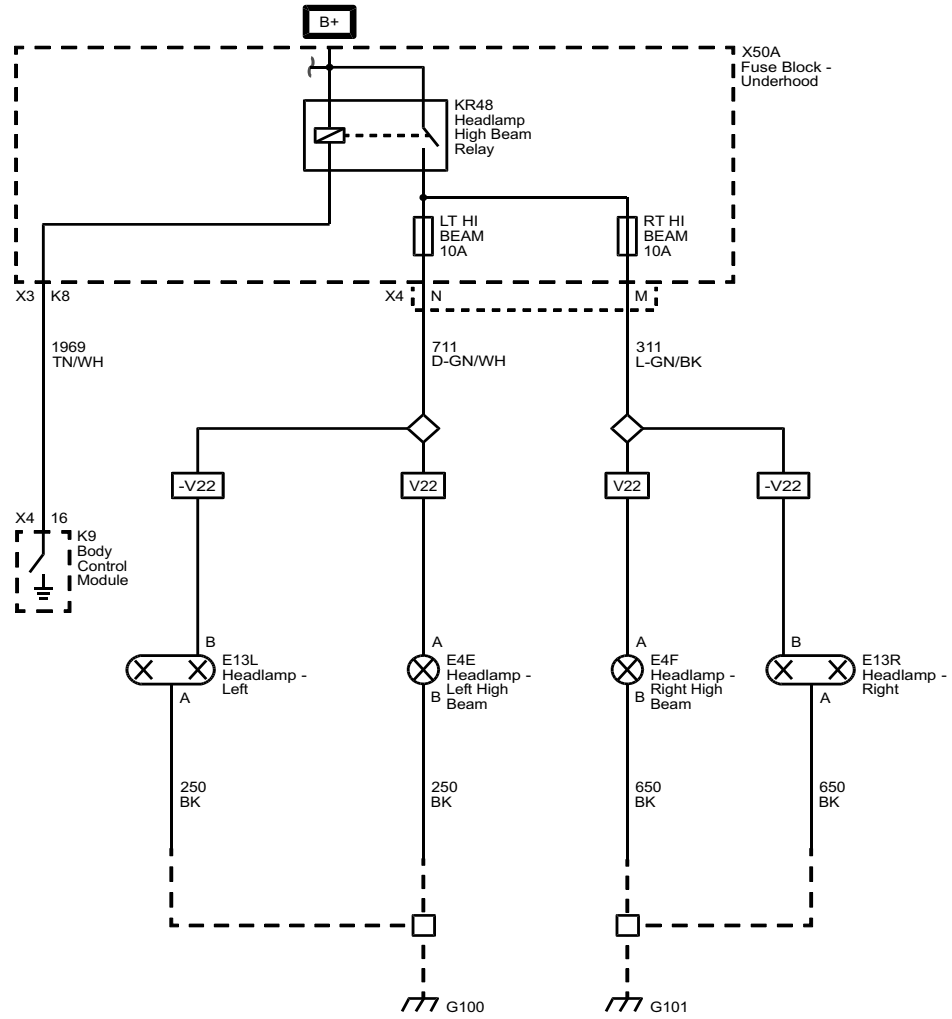 B+
X50A
Fuse Block -
Underhood
KR48
Headlamp
High Beam
Relay
LT HI
BEAM
10A
RT HI
BEAM
10A
X3 K8
X4 N
M
1969
TN/WH
711
D-GN/WH
311
L-GN/BK
-V22
V22
V22
-V22
X4 16
K9
Body
Control
Module
B
E13L
Headlamp -
Left
A
A
E4E
Headlamp -
Left High
Beam
B
A
E4F
Headlamp -
Right High
Beam
B
B
E13R
Headlamp -
Right
A
250
BK
250
BK
650
BK
650
BK
G100
G101